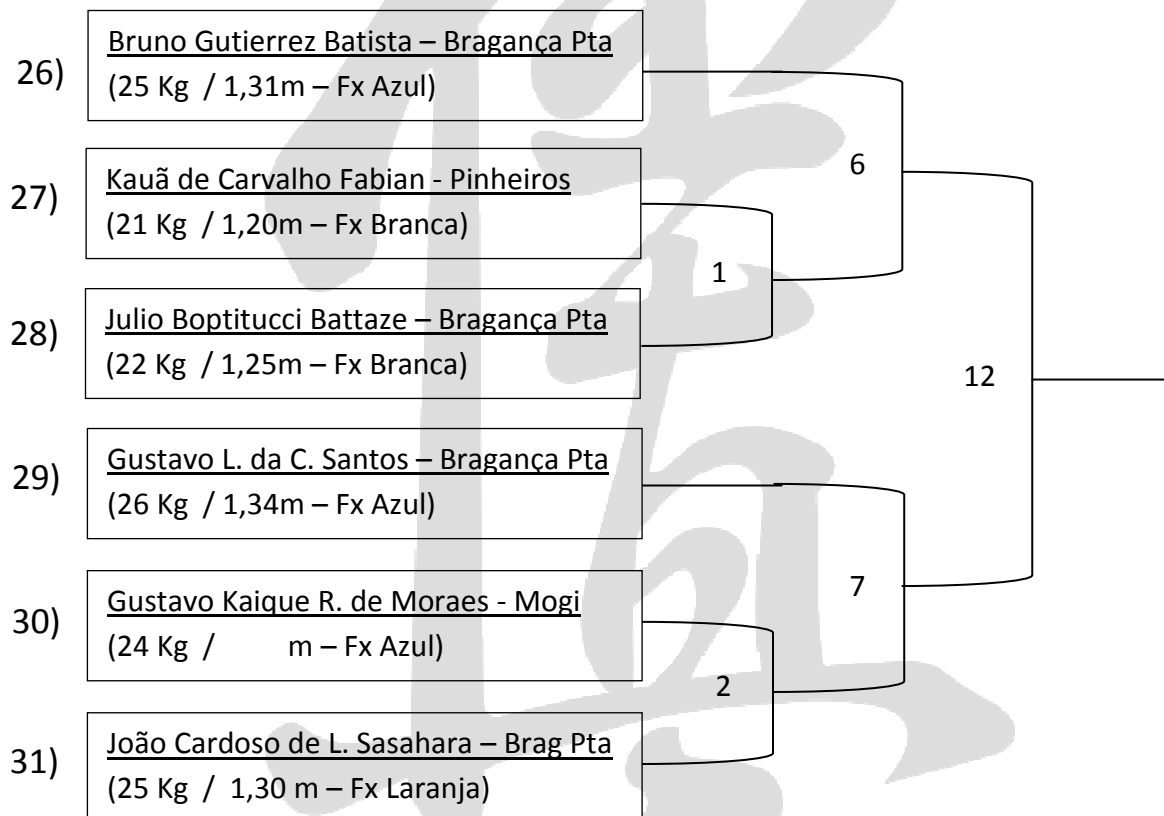 26)
Bruno Gutierrez Batista – Bragança Pta
(25 Kg / 1,31m – Fx Azul)
27)
Kauã de Carvalho Fabian - Pinheiros
(21 Kg / 1,20m – Fx Branca)
28)
Julio Boptitucci Battaze – Bragança Pta
(22 Kg / 1,25m – Fx Branca)
29)
Gustavo L. da C. Santos – Bragança Pta
(26 Kg / 1,34m – Fx Azul)
30)
Gustavo Kaique R. de Moraes - Mogi
(24 Kg / m – Fx Azul)
31)
João Cardoso de L. Sasahara – Brag Pta
(25 Kg / 1,30 m – Fx Laranja)
1
2
6
7
12